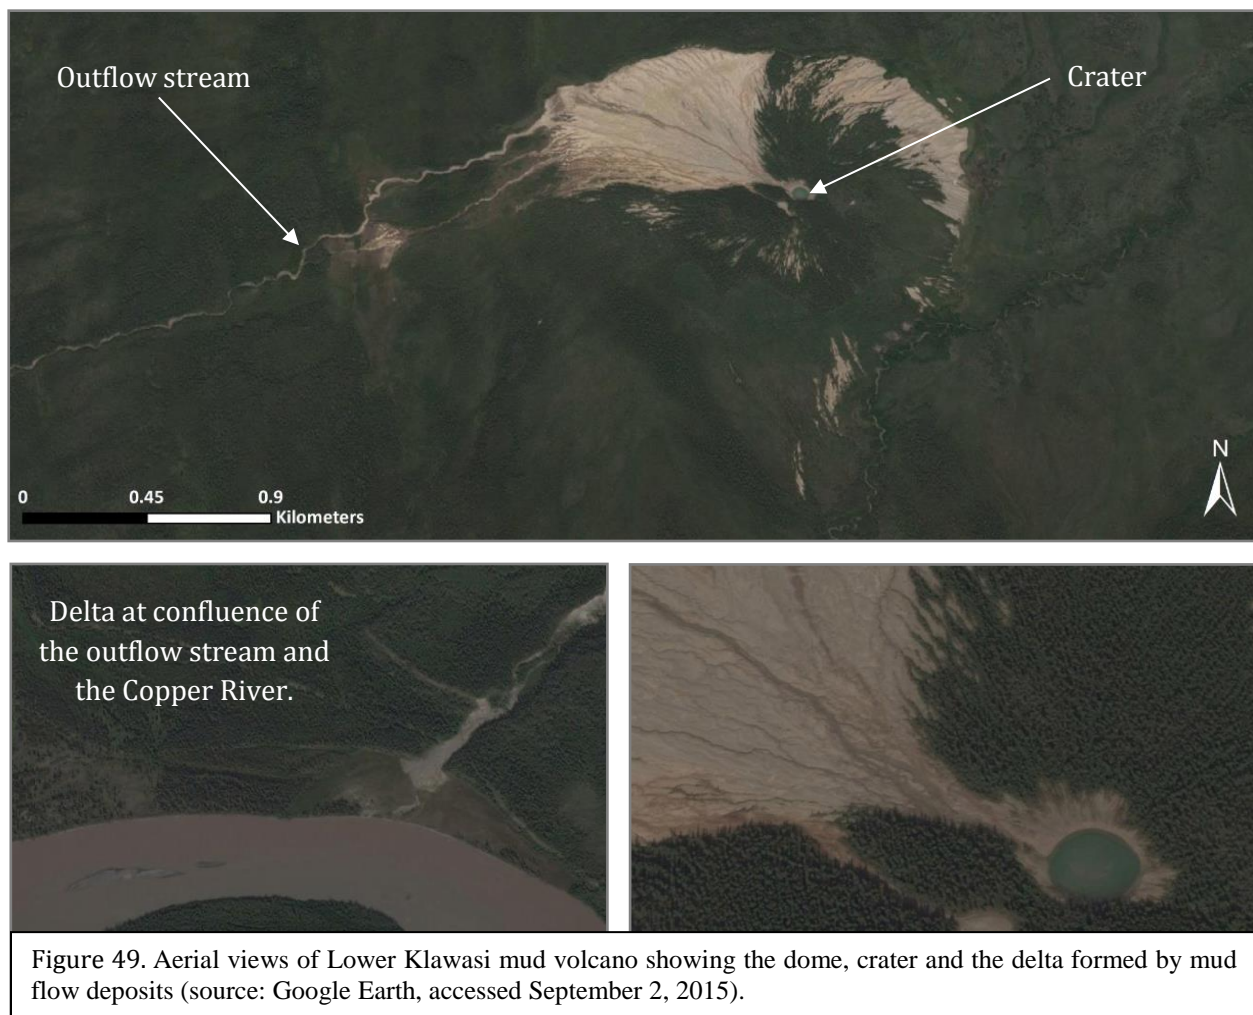 Outflow stream
Crater
N
0 0.45 0.9
Kilometers
Delta at confluence of
the outflow stream and
the Copper River.
Figure 49. Aerial views of Lower Klawasi mud volcano showing the dome, crater and the delta formed by mud
flow deposits (source: Google Earth, accessed September 2, 2015).